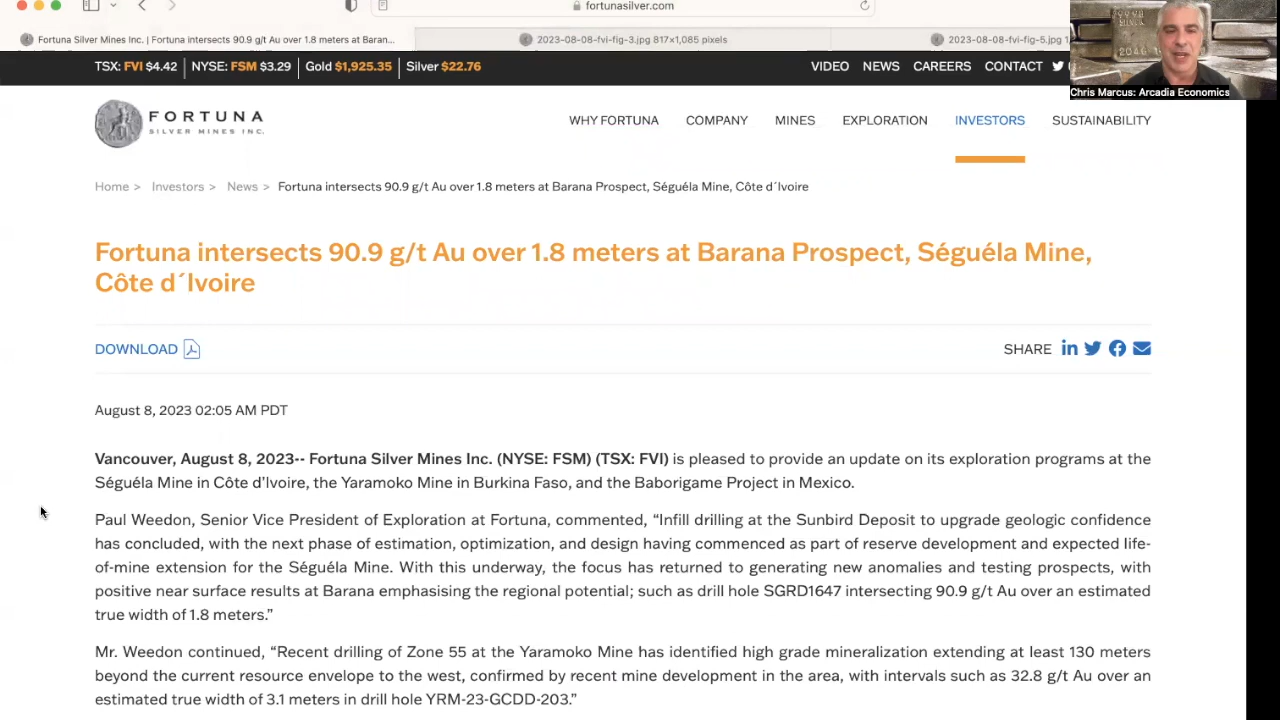 fortunasilver.com
Fortuna Silver Mines Inc. | Fortuna intersects 90.9 g/t Au over 1.8 meters at Baran...
2023-08-08-fvi-fig-3.jpg 817×1,085 pixels
2023-08-08-fvi-fig-5.jpg 1
TSX: FVI $4.42 | NYSE: FSM $3.29 | Gold $1,925.35 | Silver $22.76
VIDEO NEWS CAREERS CONTACT
Chris Marcus: Arcadia Economics
FORTUNA
SILVER MINES INC.
WHY FORTUNA COMPANY MINES EXPLORATION INVESTORS SUSTAINABILITY
Home > Investors > News > Fortuna intersects 90.9 g/t Au over 1.8 meters at Barana Prospect, Séguéla Mine, Côte d´Ivoire
Fortuna intersects 90.9 g/t Au over 1.8 meters at Barana Prospect, Séguéla Mine,
Côte d´Ivoire
DOWNLOAD
SHARE
August 8, 2023 02:05 AM PDT
Vancouver, August 8, 2023-- Fortuna Silver Mines Inc. (NYSE: FSM) (TSX: FVI) is pleased to provide an update on its exploration programs at the
Séguéla Mine in Côte d'Ivoire, the Yaramoko Mine in Burkina Faso, and the Baborigame Project in Mexico.
Paul Weedon, Senior Vice President of Exploration at Fortuna, commented, “Infill drilling at the Sunbird Deposit to upgrade geologic confidence
has concluded, with the next phase of estimation, optimization, and design having commenced as part of reserve development and expected life-
of-mine extension for the Séguéla Mine. With this underway, the focus has returned to generating new anomalies and testing prospects, with
positive near surface results at Barana emphasising the regional potential; such as drill hole SGRD1647 intersecting 90.9 g/t Au over an estimated
true width of 1.8 meters.”
Mr. Weedon continued, “Recent drilling of Zone 55 at the Yaramoko Mine has identified high grade mineralization extending at least 130 meters
beyond the current resource envelope to the west, confirmed by recent mine development in the area, with intervals such as 32.8 g/t Au over an
estimated true width of 3.1 meters in drill hole YRM-23-GCDD-203.”